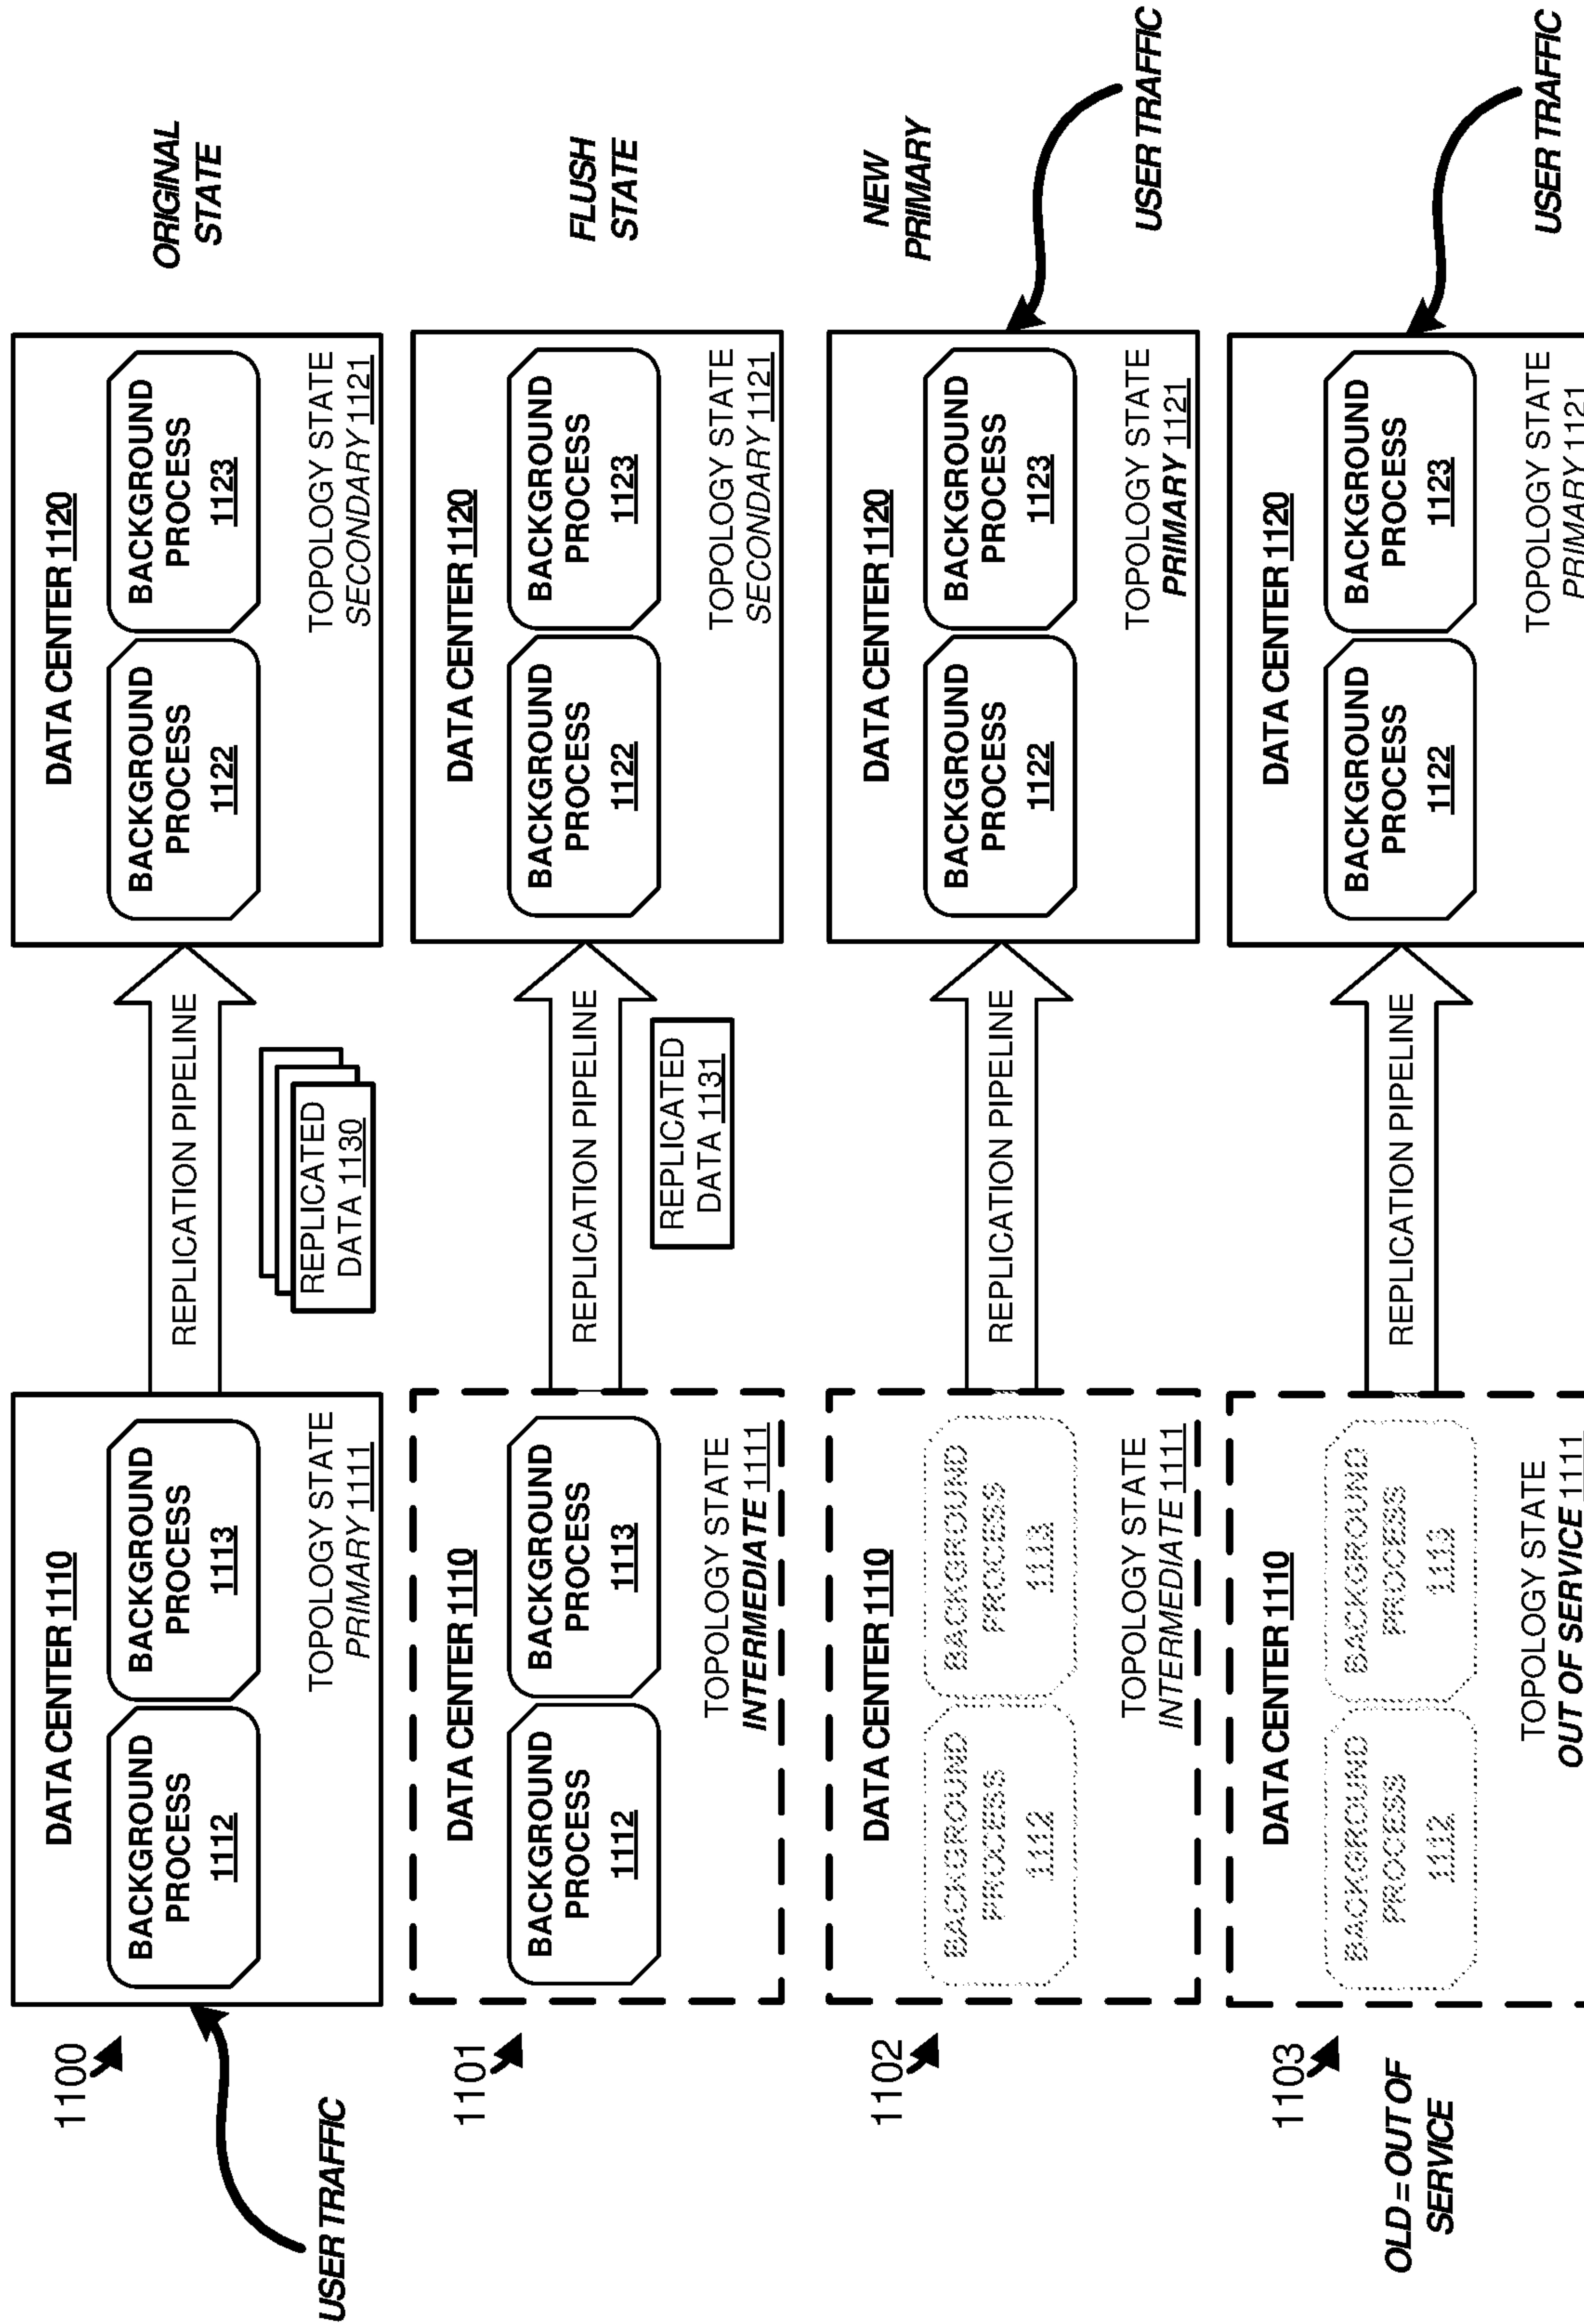 1100
USER TRAFFIC
DATA CENTER 1110
BACKGROUND
PROCESS
1112
BACKGROUND
PROCESS
1113
TOPOLOGY STATE
PRIMARY 1111
REPLICATION PIPELINE
REPLICATED
DATA 1130
DATA CENTER 1120
BACKGROUND
PROCESS
1122
BACKGROUND
PROCESS
1123
TOPOLOGY STATE
SECONDARY 1121
ORIGINAL
STATE
1101
DATA CENTER 1110
BACKGROUND
PROCESS
1112
BACKGROUND
PROCESS
1113
TOPOLOGY STATE
INTERMEDIATE 1111
REPLICATION PIPELINE
REPLICATED
DATA 1131
DATA CENTER 1120
BACKGROUND
PROCESS
1122
BACKGROUND
PROCESS
1123
TOPOLOGY STATE
SECONDARY 1121
FLUSH
STATE
1102
DATA CENTER 1110
BACKGROUND
PROCESS
1112
BACKGROUND
PROCESS
1113
TOPOLOGY STATE
INTERMEDIATE 1111
REPLICATION PIPELINE
DATA CENTER 1120
BACKGROUND
PROCESS
1122
BACKGROUND
PROCESS
1123
TOPOLOGY STATE
PRIMARY 1121
NEW
PRIMARY
USER TRAFFIC
1103
OLD = OUT OF
SERVICE
DATA CENTER 1110
BACKGROUND
PROCESS
1112
BACKGROUND
PROCESS
1113
TOPOLOGY STATE
OUT OF SERVICE 1111
REPLICATION PIPELINE
DATA CENTER 1120
BACKGROUND
PROCESS
1122
BACKGROUND
PROCESS
1123
TOPOLOGY STATE
PRIMARY 1121
USER TRAFFIC